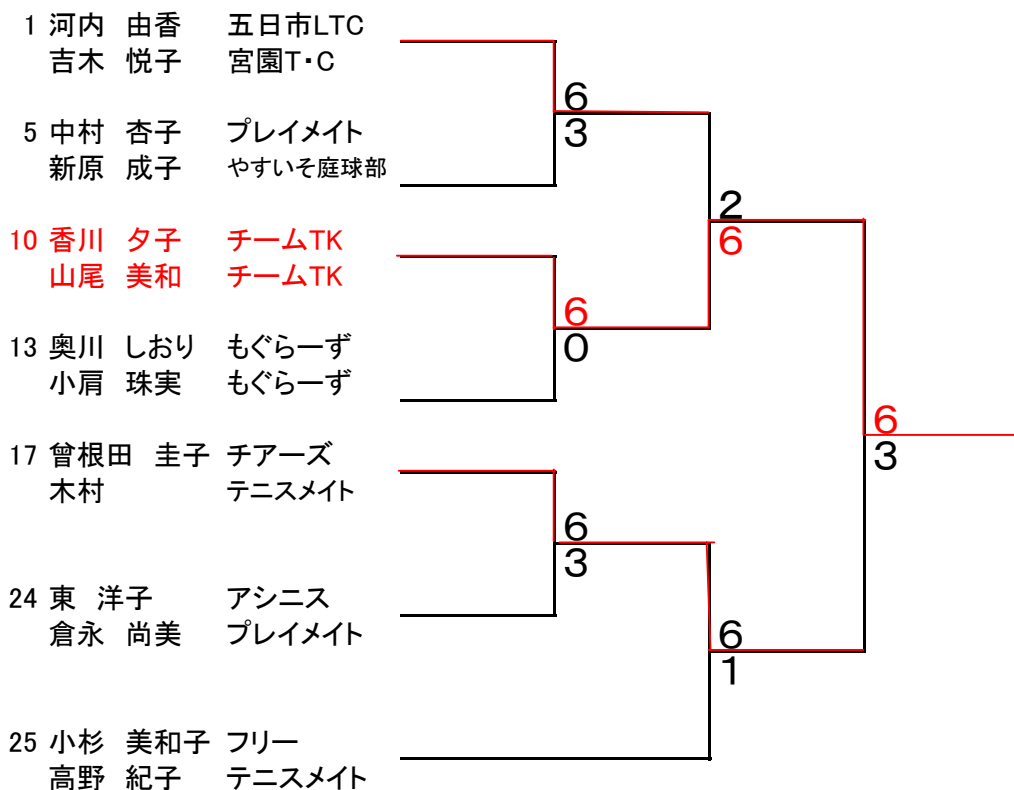 1 河内 由香 五日市LTC
吉木 悦子 宮園T・C
6
3
5 中村 杏子 プレイメイト
新原 成子 やすいそ庭球部
2
6
10 香川 夕子 チームTK
山尾 美和 チームTK
6
0
13 奥川 しおり もぐらーず
小肩 珠実 もぐらーず
6
3
17 曾根田 圭子 チアーズ
木村 テニスメイト
6
3
24 東 洋子 アシニス
倉永 尚美 プレイメイト
6
1
25 小杉 美和子 フリー
高野 紀子 テニスメイト